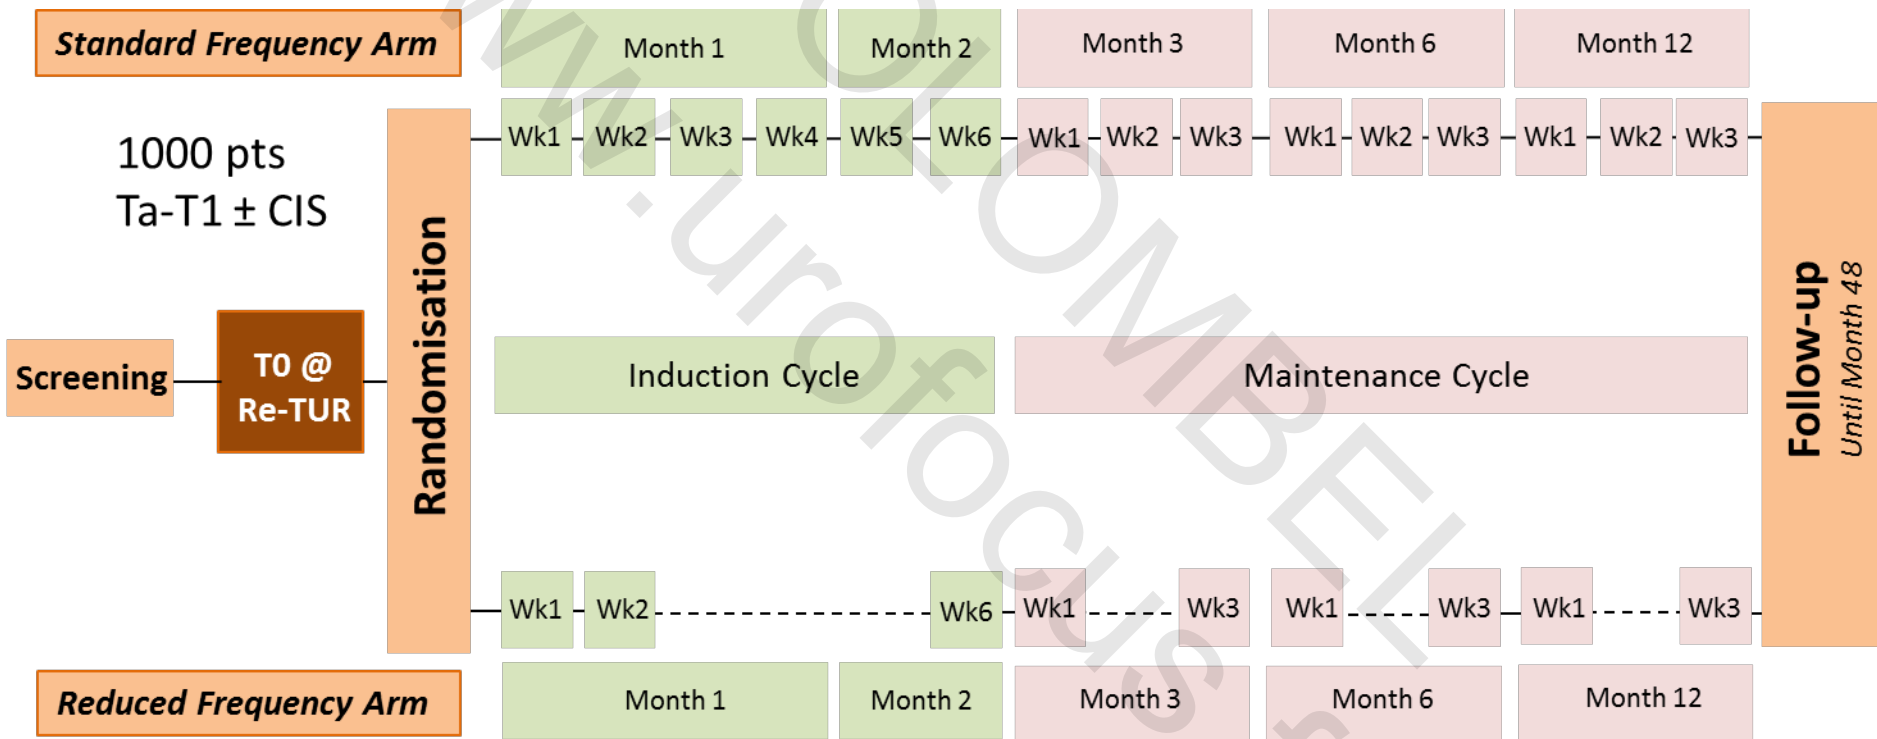 Standard Frequency Arm
Month 1
Month 2
Month 3
Month 6
Month 12
Wk1
Wk2
Wk3
Wk4
Wk5
Wk6
Wk1
Wk2
Wk3
Wk1
Wk2
Wk3
Wk1
Wk2
Wk3
1000 pts
Ta-T1 ± CIS
Screening
T0 @
Re-TUR
Randomisation
Induction Cycle
Maintenance Cycle
Follow-up
Until Month 48
Wk1
Wk2
Wk6
Wk1
Wk3
Wk1
Wk3
Wk1
Wk3
Reduced Frequency Arm
Month 1
Month 2
Month 3
Month 6
Month 12
OLOMBEL
w.urofocus